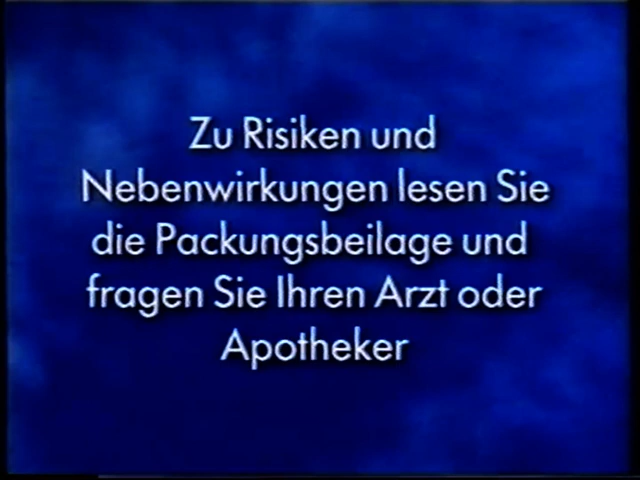 Zu Risiken und
Nebenwirkungen lesen Sie
die Packungsbeilage und
fragen Sie Ihren Arzt oder
Apotheker